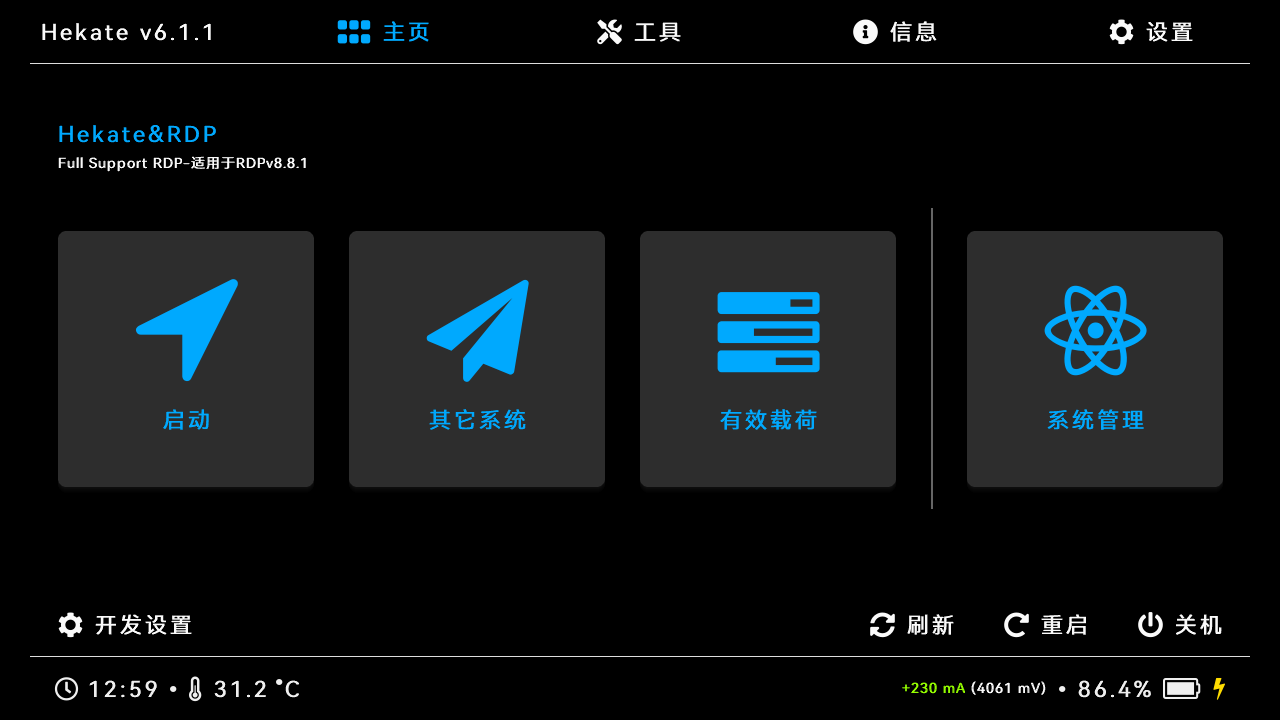 Hekate v6.1.1 主页 工具 信息 设置
Hekate&RDP
Full Support RDP-适用于RDPv8.8.1
启动 其它系统 有效载荷 系统管理
开发设置 刷新 重启 关机
12:59 • 31.2 °C +230 mA (4061 mV) • 86.4%